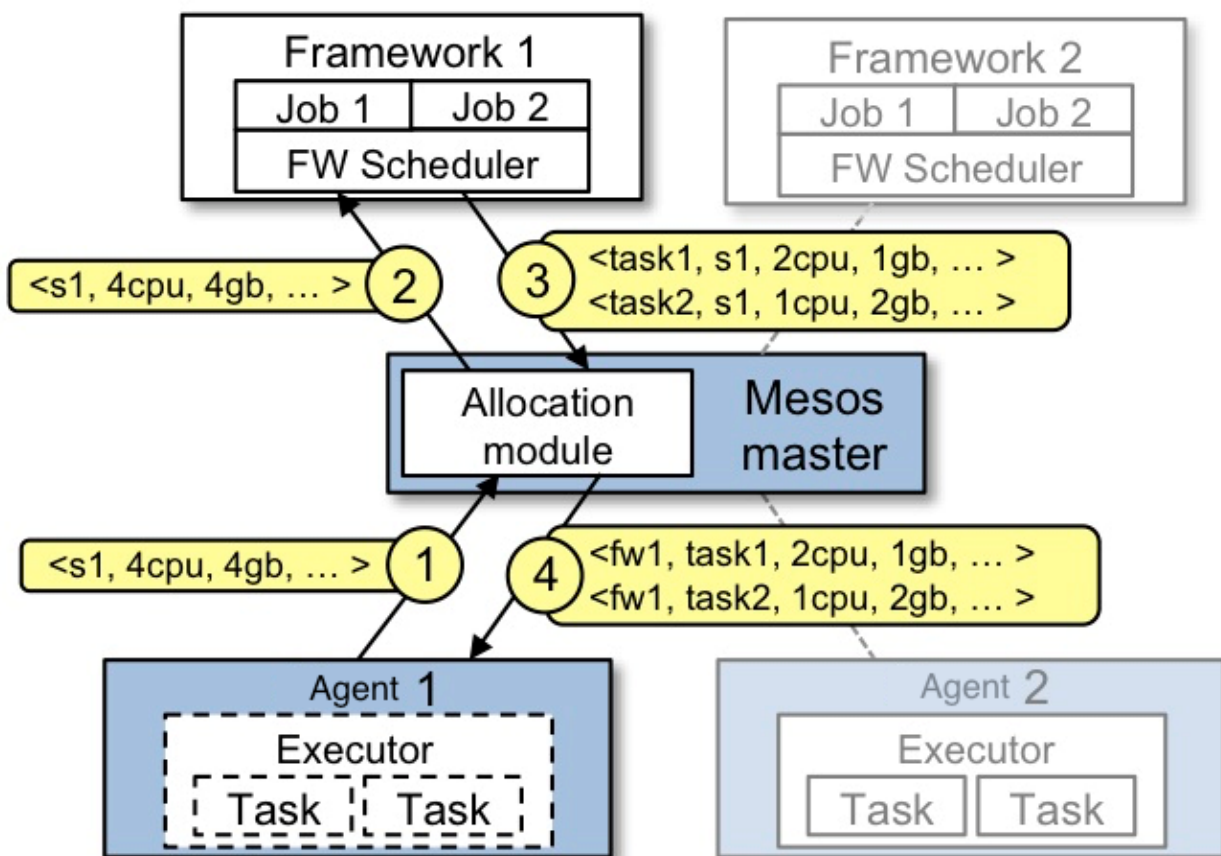 Framework 1
Job 1 Job 2
FW Scheduler
Framework 2
Job 1 Job 2
FW Scheduler
<s1, 4cpu, 4gb, … >
2
3
<task1, s1, 2cpu, 1gb, … >
<task2, s1, 1cpu, 2gb, … >
Allocation
module
Mesos
master
<s1, 4cpu, 4gb, … >
1
4
<fw1, task1, 2cpu, 1gb, … >
<fw1, task2, 1cpu, 2gb, … >
Agent 1
Executor
Task Task
Agent 2
Executor
Task Task